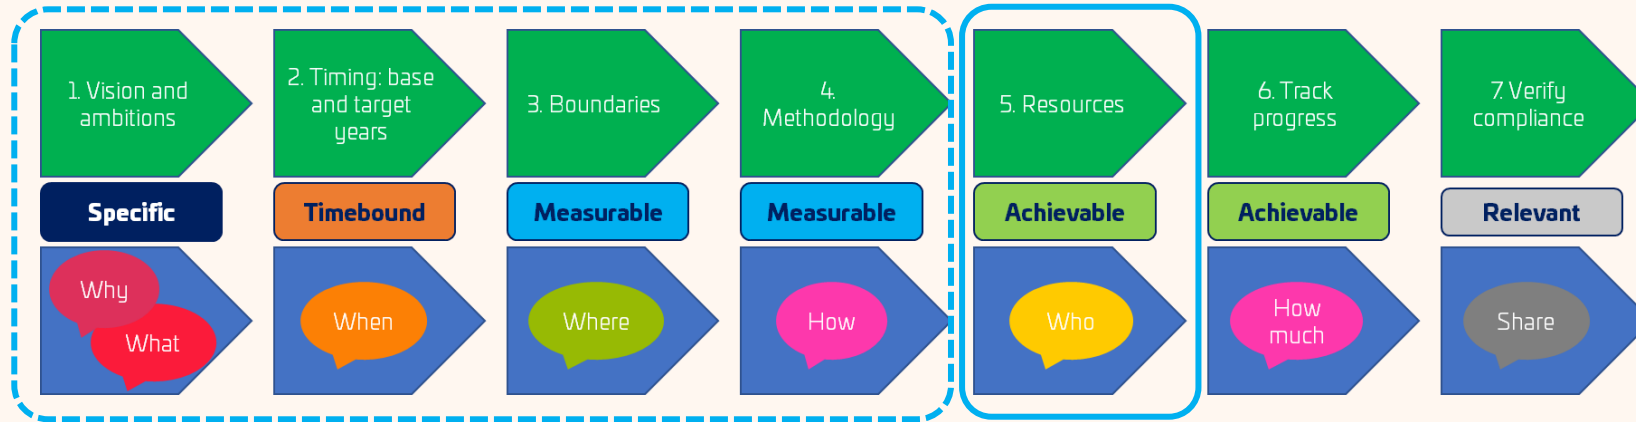 1. Vision and
ambitions
2. Timing: base
and target
years
3. Boundaries
4.
Methodology
5. Resources
6. Track
progress
7. Verify
compliance
Specific
Timebound
Measurable
Measurable
Achievable
Achievable
Relevant
Why
What
When
Where
How
Who
How
much
Share